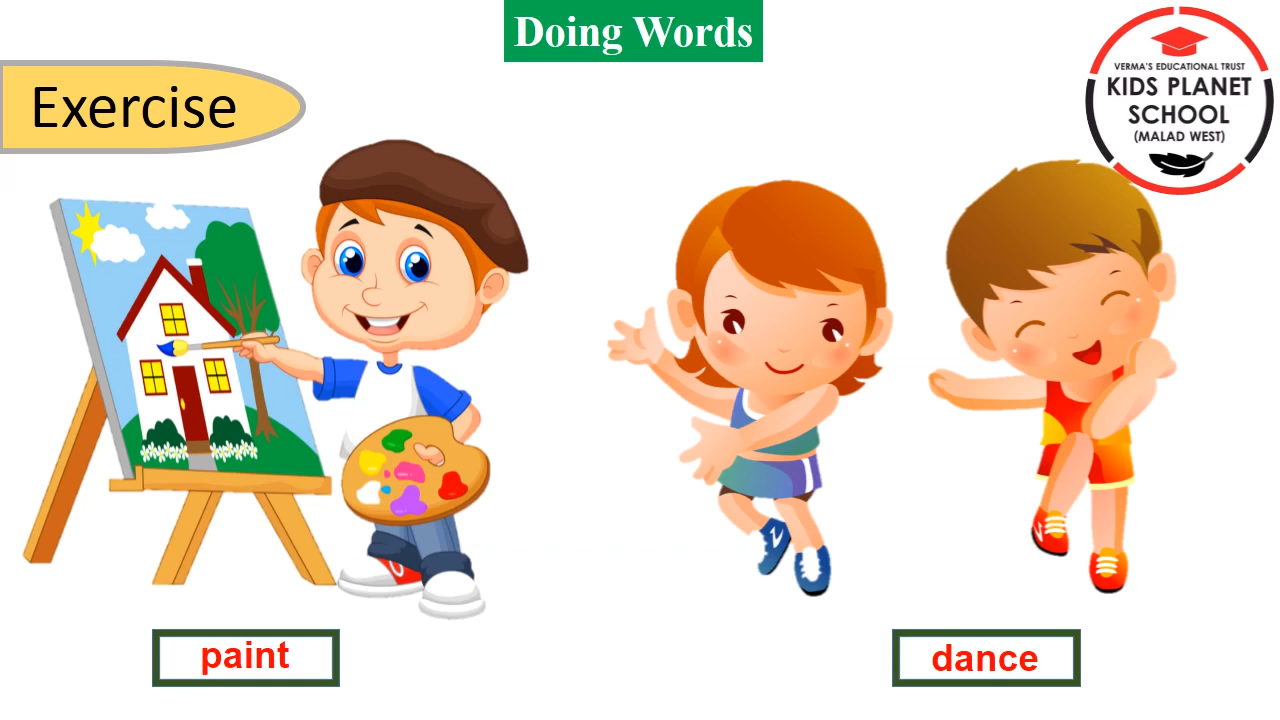 Doing Words
Exercise
VERMA'S EDUCATIONAL TRUST
KIDS PLANET
SCHOOL
(MALAD WEST)
paint
dance